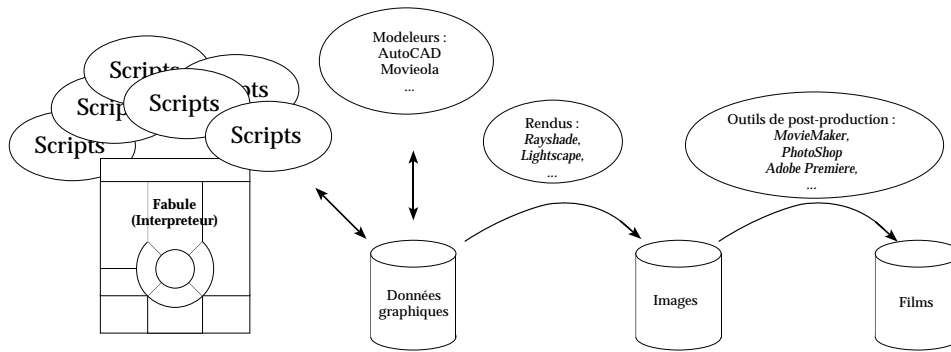 Scripts
Scripts
Scripts
Scripts
Scripts
Fabule
(Interpreteur)
Modeleurs :
AutoCAD
Movieola
...
Rendus :
Rayshade,
Lightscape,
...
Outils de post-production :
MovieMaker,
PhotoShop
Adobe Premiere,
...
Données
graphiques
Images
Films